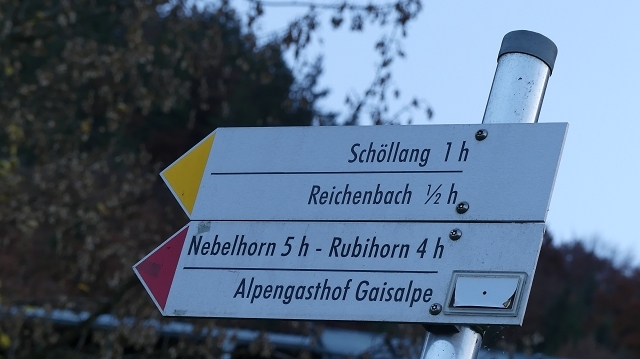 Schöllang 1 h
Reichenbach ½ h
Nebelhorn 5 h - Rubihorn 4 h
Alpengasthof Gaisalpe